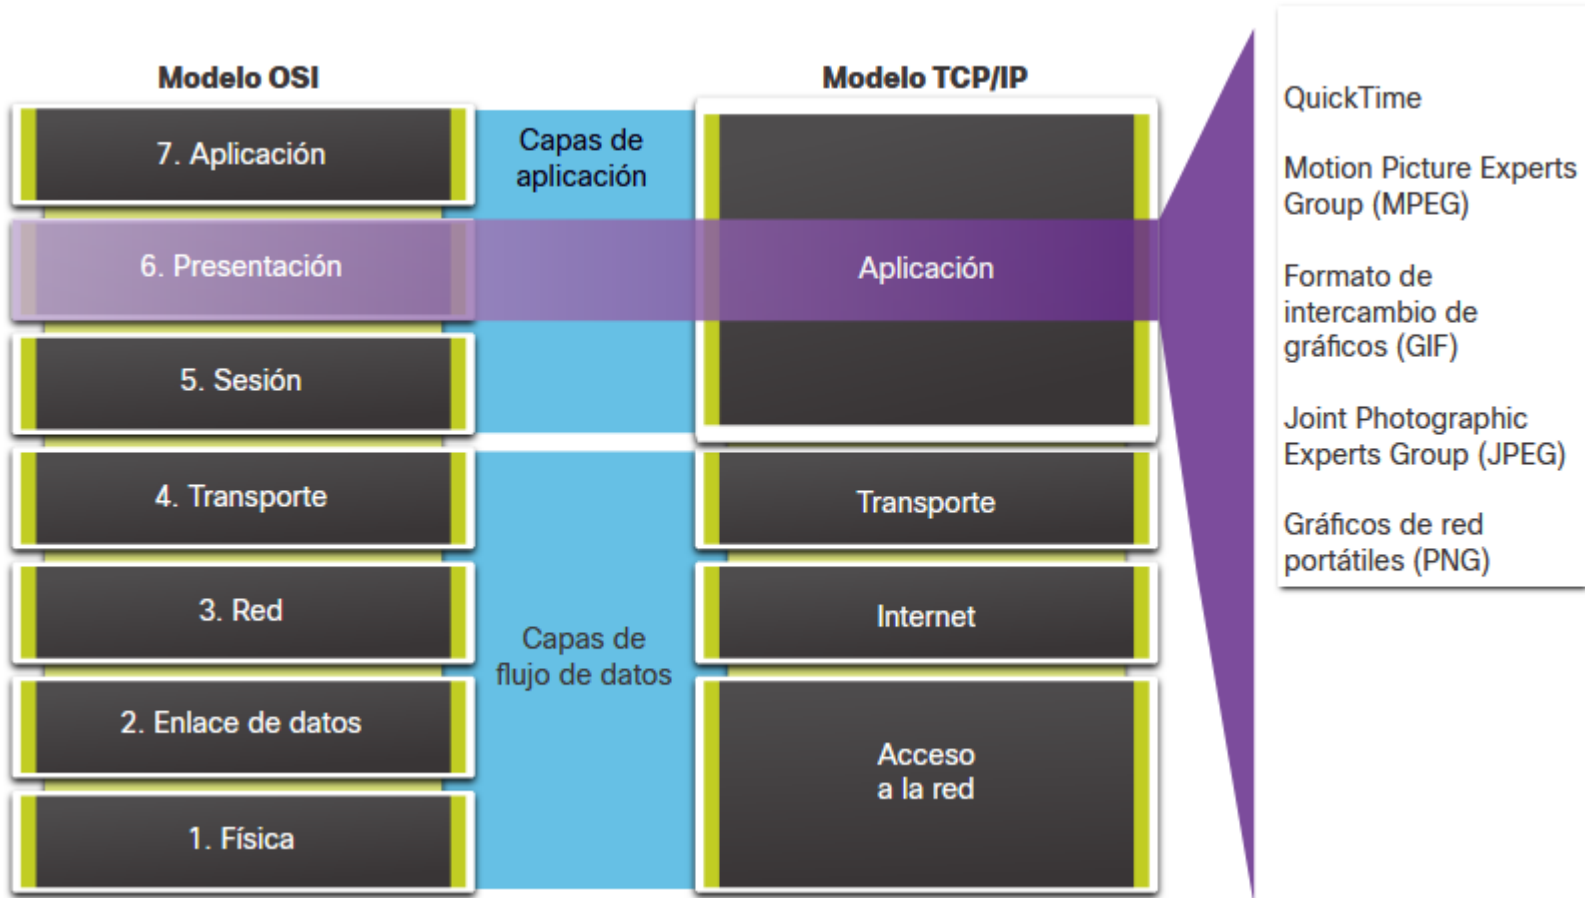 Modelo OSI
7. Aplicación
6. Presentación
5. Sesión
4. Transporte
3. Red
2. Enlace de datos
1. Física
Capas de
aplicación
Capas de
flujo de datos
Modelo TCP/IP
Aplicación
Transporte
Internet
Acceso
a la red
QuickTime
Motion Picture Experts
Group (MPEG)
Formato de
intercambio de
gráficos (GIF)
Joint Photographic
Experts Group (JPEG)
Gráficos de red
portátiles (PNG)